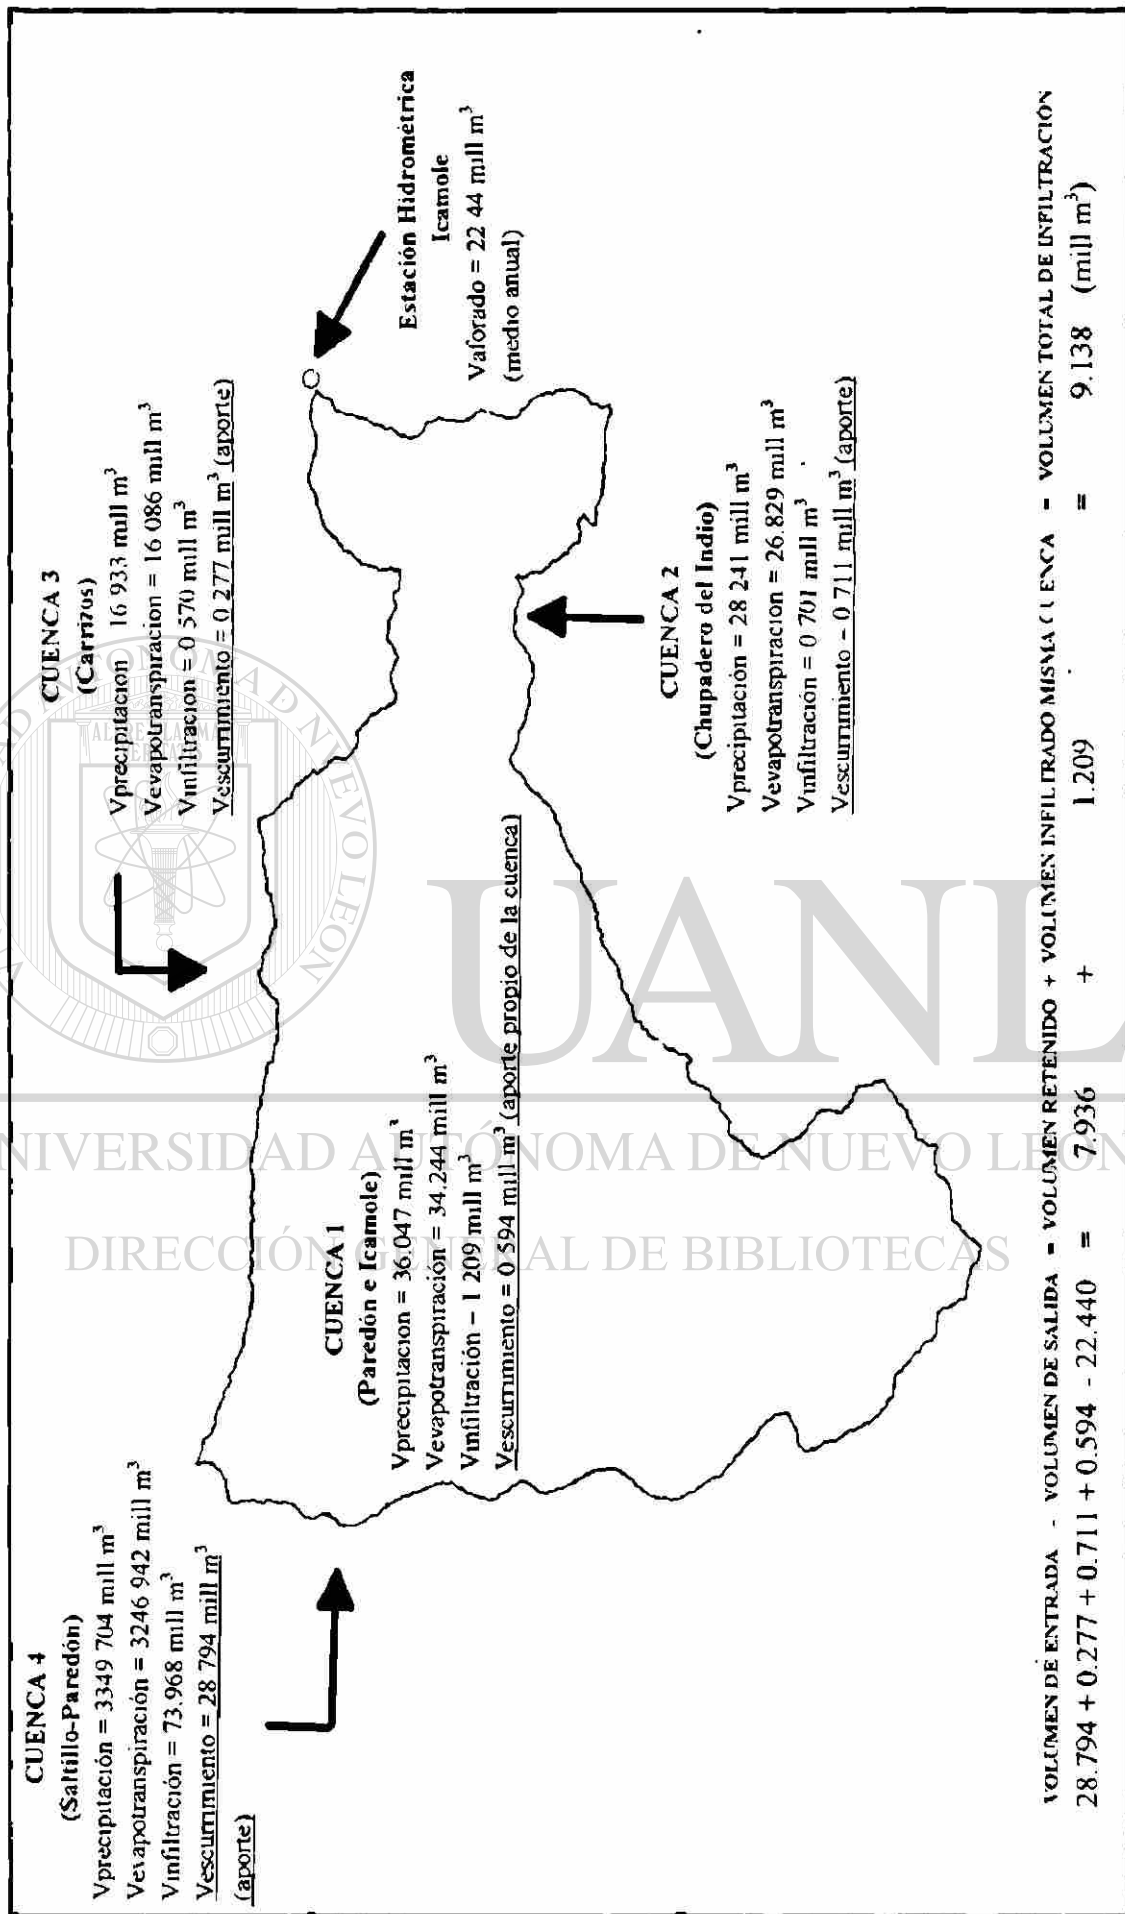 CUENCA 4
(Saltillo-Paredón)
Vprecipitación = 3349 704 mill m³
Vevapotranspiración = 3246 942 mill m³
Vinfiltración = 73.968 mill m³
Vescurrimiento = 28 794 mill m³
(aporte)
CUENCA 3
(Carrizos)
Vprecipitacion 16 933 mill m³
Vevapotranspiracion = 16 086 mill m³
Vinfiltracion = 0 570 mill m³
Vescurrimiento = 0 277 mill m³ (aporte)
Estación Hidrométrica
Icamole
Vaforado = 22 44 mill m³
(medio anual)
CUENCA 1
(Paredón e Icamole)
Vprecipitacion = 36.047 mill m³
Vevapotranspiración = 34.244 mill m³
Vinfiltración – 1 209 mill m³
Vescurrimiento = 0 594 mill m³ (aporte propio de la cuenca)
CUENCA 2
(Chupadero del Indio)
Vprecipitación = 28 241 mill m³
Vevapotranspiracion = 26.829 mill m³
Vinfiltración = 0 701 mill m³
Vescurrimiento – 0 711 mill m³ (aporte)
VOLUMEN DE ENTRADA - VOLUMEN DE SALIDA = VOLUMEN RETENIDO + VOLUMEN INFILTRADO MISMA CUENCA = VOLUMEN TOTAL DE INFILTRACIÓN
28.794 + 0.277 + 0.711 + 0.594 - 22.440 = 7.936 + 1.209 = 9.138 (mill m³)
UANL
UNIVERSIDAD AUTÓNOMA DE NUEVO LEÓN
DIRECCIÓN GENERAL DE BIBLIOTECAS